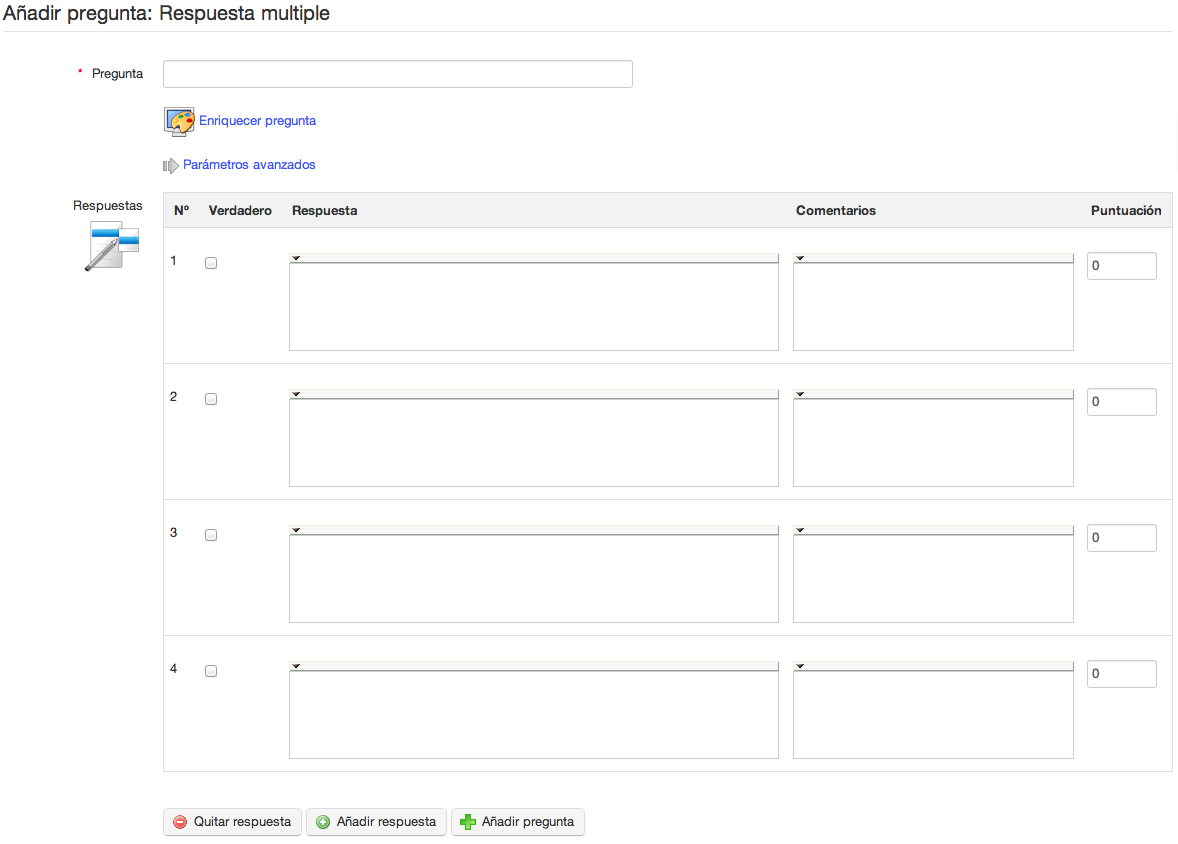 Añadir pregunta: Respuesta multiple
* Pregunta
Enriquecer pregunta
Parámetros avanzados
Respuestas
Nº Verdadero Respuesta Comentarios Puntuación
1 0
2 0
3 0
4 0
Quitar respuesta Añadir respuesta Añadir pregunta